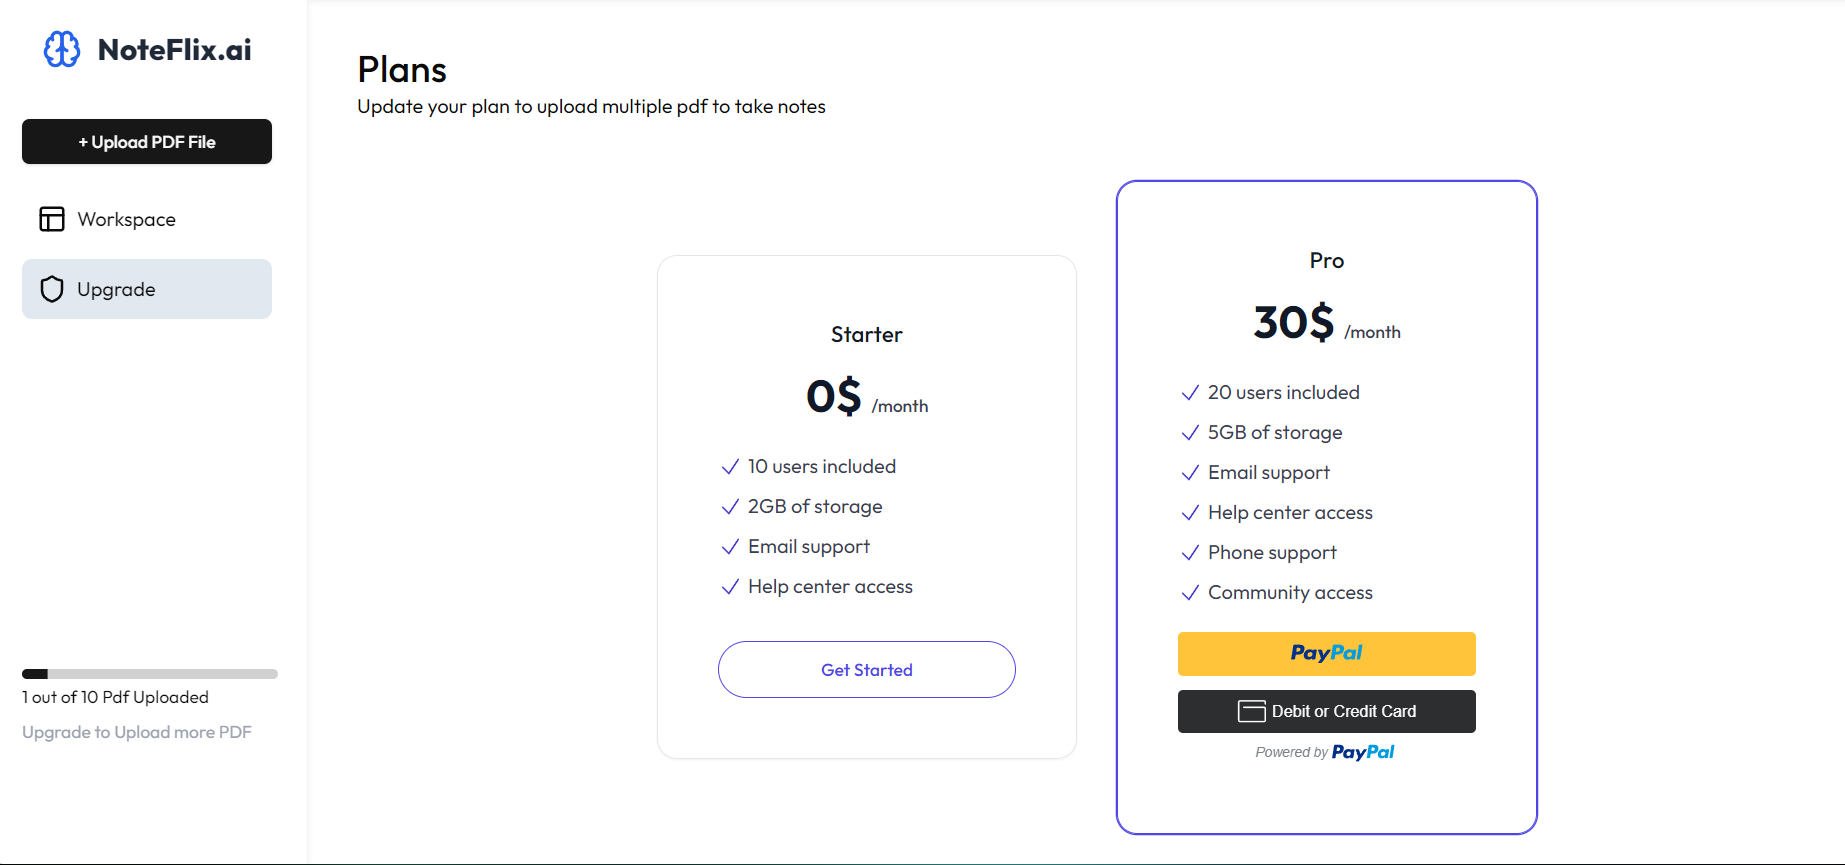 NoteFlix.ai
+ Upload PDF File
Workspace
Upgrade
1 out of 10 Pdf Uploaded
Upgrade to Upload more PDF
Plans
Update your plan to upload multiple pdf to take notes
Starter
0$ /month
10 users included
2GB of storage
Email support
Help center access
Get Started
Pro
30$ /month
20 users included
5GB of storage
Email support
Help center access
Phone support
Community access
PayPal
Debit or Credit Card
Powered by PayPal